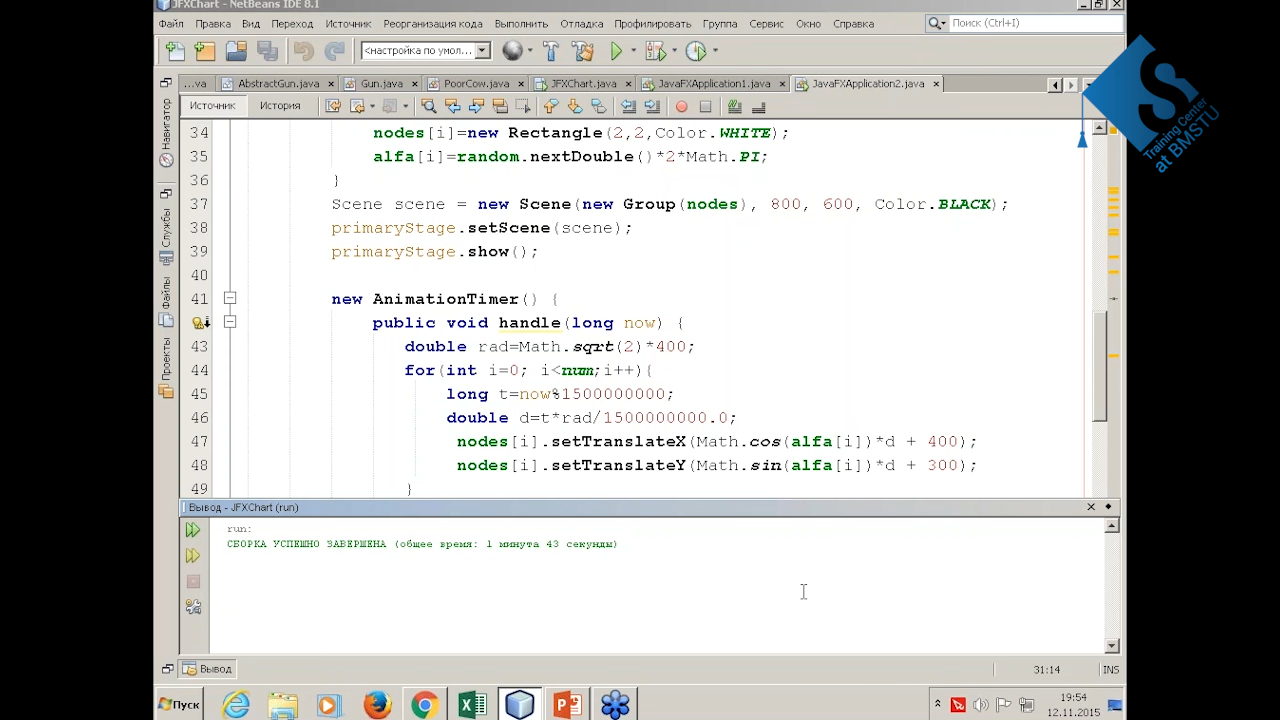 JFXChart - NetBeans IDE 8.1
Файл Правка Вид Переход Источник Реорганизация кода Выполнить Отладка Профилировать Группа Сервис Окно Справка
Поиск (Ctrl+I)
<настройка по умол...
...va AbstractGun.java Gun.java PoorCow.java JFXChart.java JavaFXApplication1.java JavaFXApplication2.java
Источник История
Training Center
at BMSTU
Навигатор
Службы
Файлы
Проекты
34 nodes[i]=new Rectangle(2,2,Color.WHITE);
35 alfa[i]=random.nextDouble()*2*Math.PI;
36 }
37 Scene scene = new Scene(new Group(nodes), 800, 600, Color.BLACK);
38 primaryStage.setScene(scene);
39 primaryStage.show();
40
41 new AnimationTimer() {
public void handle(long now) {
43 double rad=Math.sqrt(2)*400;
44 for(int i=0; i<num;i++){
45 long t=now%1500000000;
46 double d=t*rad/1500000000.0;
47 nodes[i].setTranslateX(Math.cos(alfa[i])*d + 400);
48 nodes[i].setTranslateY(Math.sin(alfa[i])*d + 300);
49 }
Вывод - JFXChart (run)
run:
СБОРКА УСПЕШНО ЗАВЕРШЕНА (общее время: 1 минута 43 секунды)
Вывод
31:14 INS
Пуск
19:54
12.11.2015